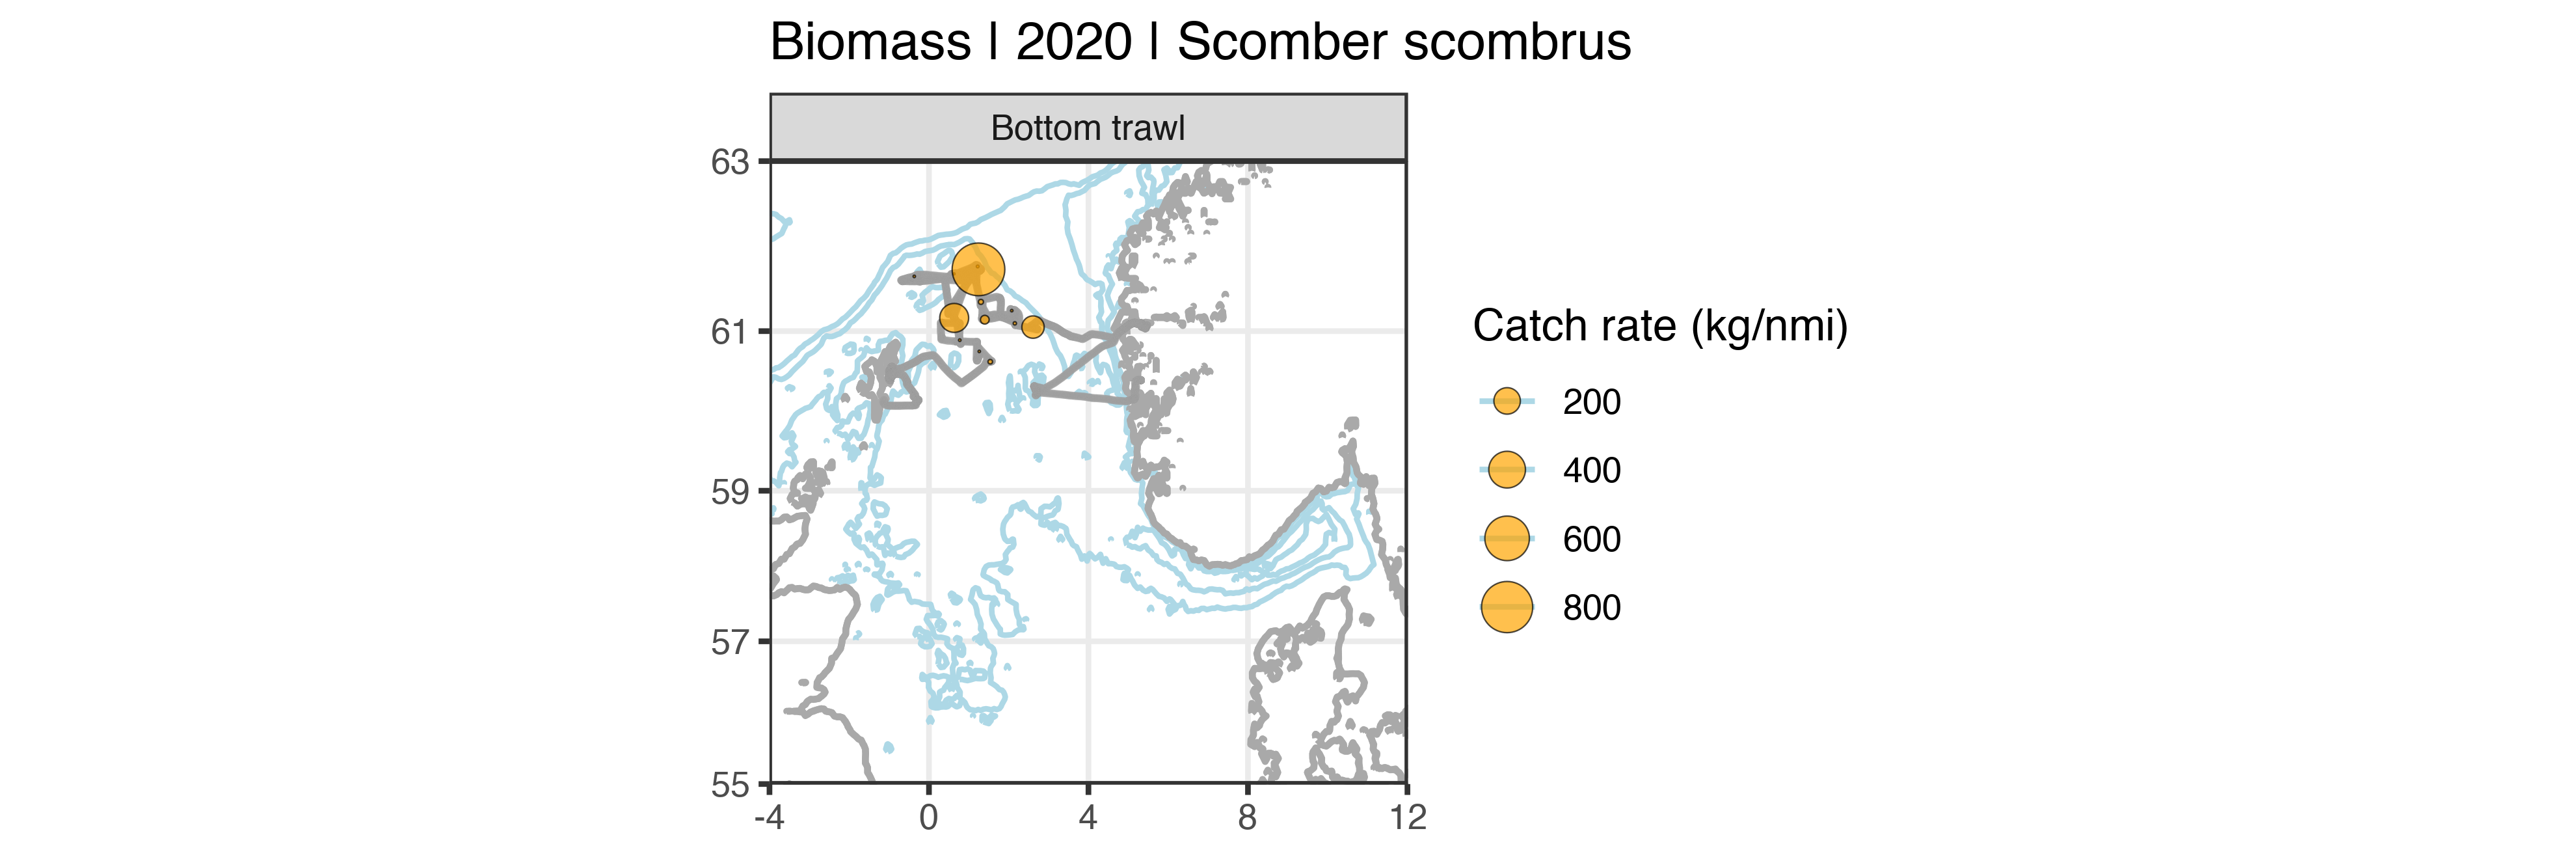 Biomass | 2020 | Scomber scombrus
Bottom trawl
63
61
59
57
55
-4 0 4 8 12
Catch rate (kg/nmi)
200
400
600
800